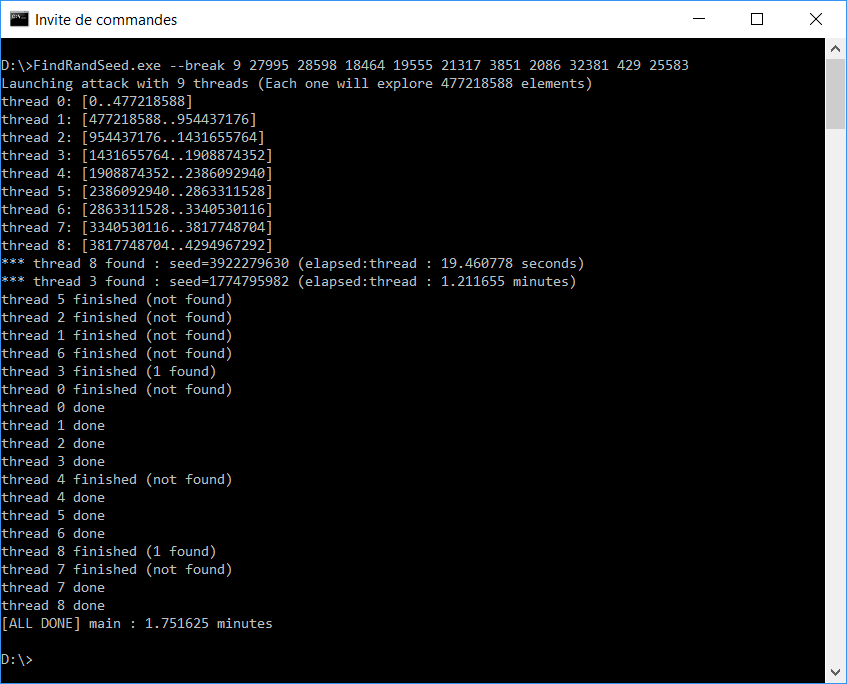 Invite de commandes
D:\>FindRandSeed.exe --break 9 27995 28598 18464 19555 21317 3851 2086 32381 429 25583
Launching attack with 9 threads (Each one will explore 477218588 elements)
thread 0: [0..477218588]
thread 1: [477218588..954437176]
thread 2: [954437176..1431655764]
thread 3: [1431655764..1908874352]
thread 4: [1908874352..2386092940]
thread 5: [2386092940..2863311528]
thread 6: [2863311528..3340530116]
thread 7: [3340530116..3817748704]
thread 8: [3817748704..4294967292]
*** thread 8 found : seed=3922279630 (elapsed:thread : 19.460778 seconds)
*** thread 3 found : seed=1774795982 (elapsed:thread : 1.211655 minutes)
thread 5 finished (not found)
thread 2 finished (not found)
thread 1 finished (not found)
thread 6 finished (not found)
thread 3 finished (1 found)
thread 0 finished (not found)
thread 0 done
thread 1 done
thread 2 done
thread 3 done
thread 4 finished (not found)
thread 4 done
thread 5 done
thread 6 done
thread 8 finished (1 found)
thread 7 finished (not found)
thread 7 done
thread 8 done
[ALL DONE] main : 1.751625 minutes
D:\>